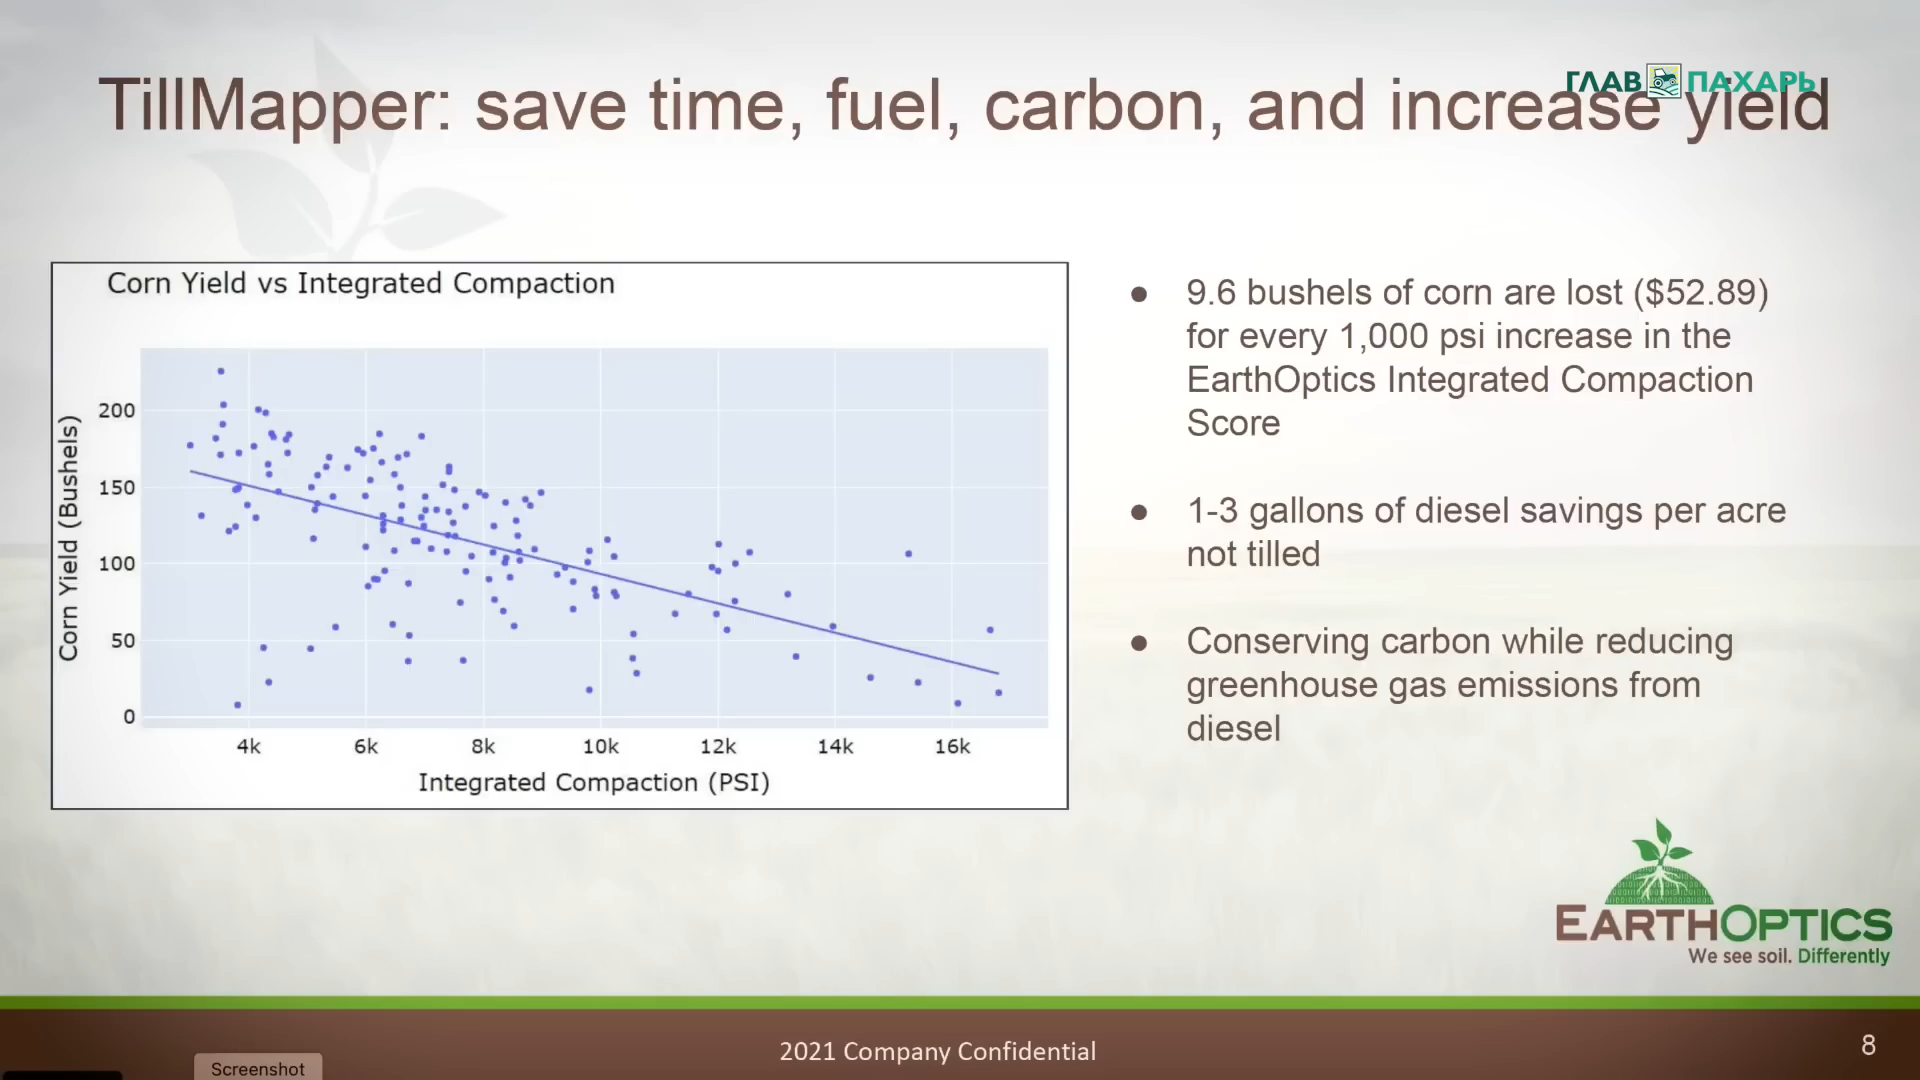 ГЛАВ ПАХАРЬ
TillMapper: save time, fuel, carbon, and increase yield
Corn Yield vs Integrated Compaction
Corn Yield (Bushels)
200
150
100
50
0
4k 6k 8k 10k 12k 14k 16k
Integrated Compaction (PSI)
● 9.6 bushels of corn are lost ($52.89)
for every 1,000 psi increase in the
EarthOptics Integrated Compaction
Score
● 1-3 gallons of diesel savings per acre
not tilled
● Conserving carbon while reducing
greenhouse gas emissions from
diesel
EARTHOPTICS
We see soil. Differently
2021 Company Confidential
8
Screenshot